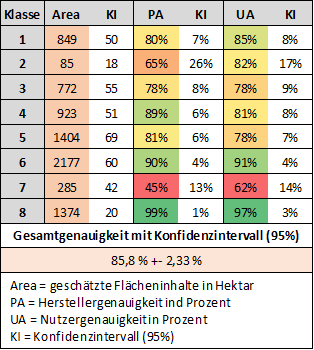 Klasse Area KI PA KI UA KI
1 849 50 80% 7% 85% 8%
2 85 18 65% 26% 82% 17%
3 772 55 78% 8% 78% 9%
4 923 51 89% 6% 81% 8%
5 1404 69 81% 6% 78% 7%
6 2177 60 90% 4% 91% 4%
7 285 42 45% 13% 62% 14%
8 1374 20 99% 1% 97% 3%
Gesamtgenauigkeit mit Konfidenzintervall (95%)
85,8 % +- 2,33 %
Area = geschätzte Flächeninhalte in Hektar
PA = Herstellergenauigkeit ind Prozent
UA = Nutzergenauigkeit in Prozent
KI = Konfidenzintervall (95%)